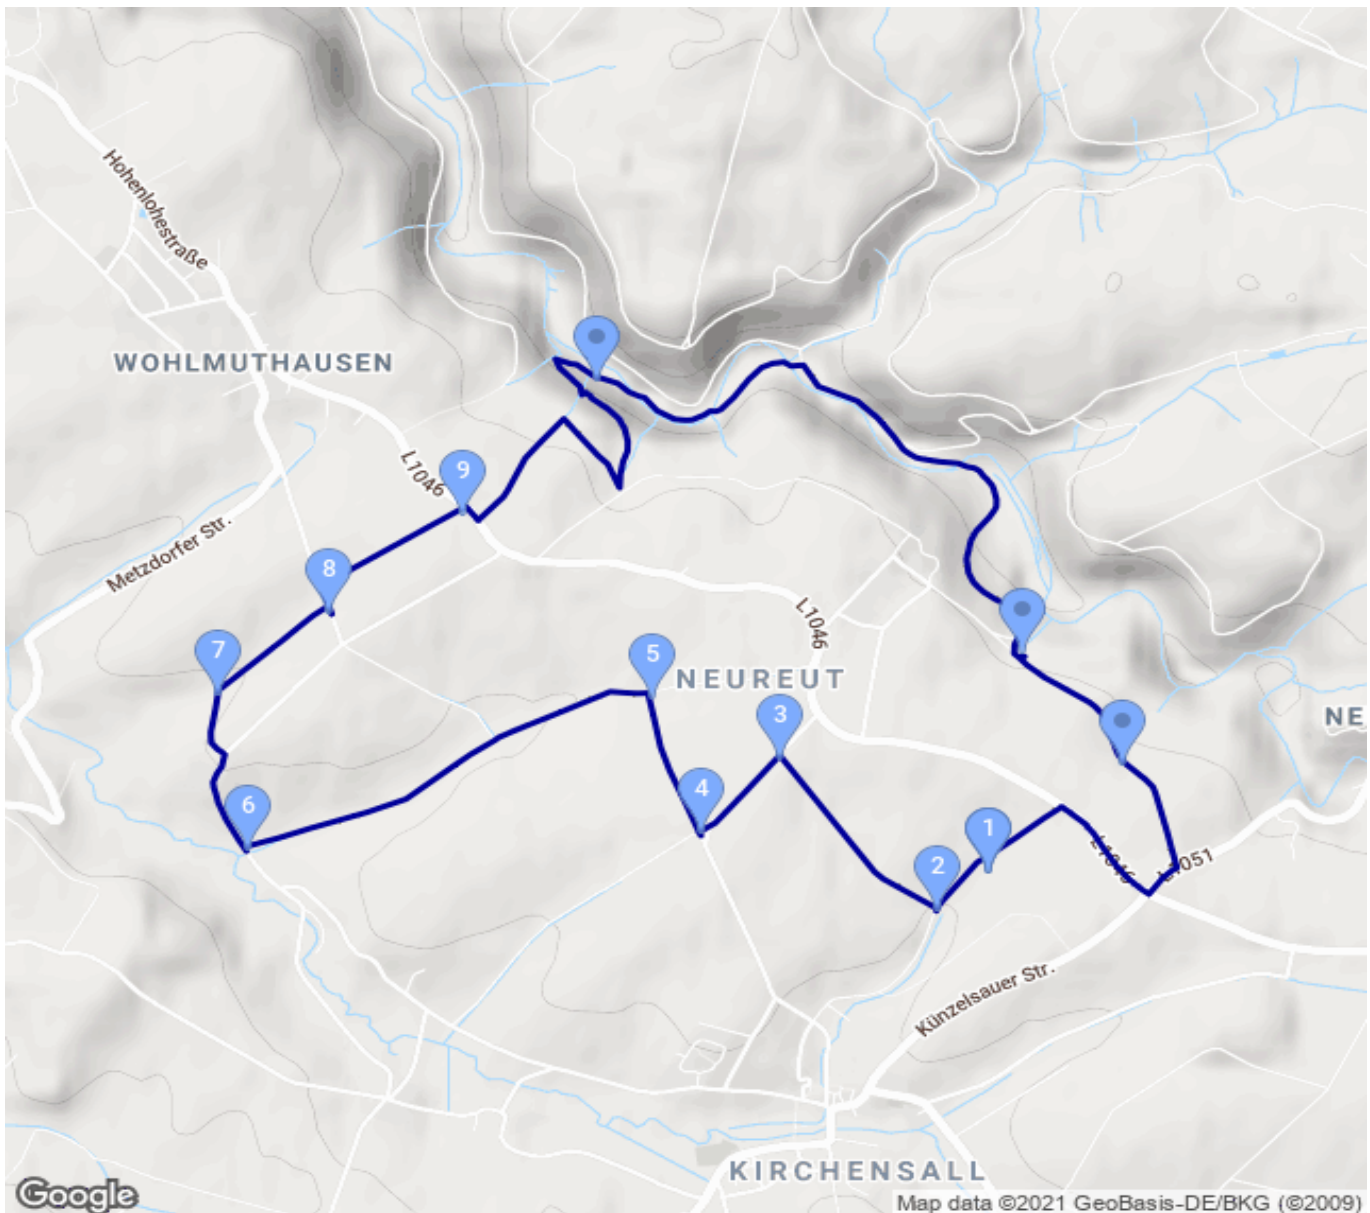 Hohenlohestraße
WOHLMUTHAUSEN
9
L1046
Metzdorfer Str.
8
L1046
7
5
NEUREUT
3
NE
4
6
1
L1046
L1051
2
Künzelsauer Str.
KIRCHENSALL
Google
Map data ©2021 GeoBasis-DE/BKG (©2009)